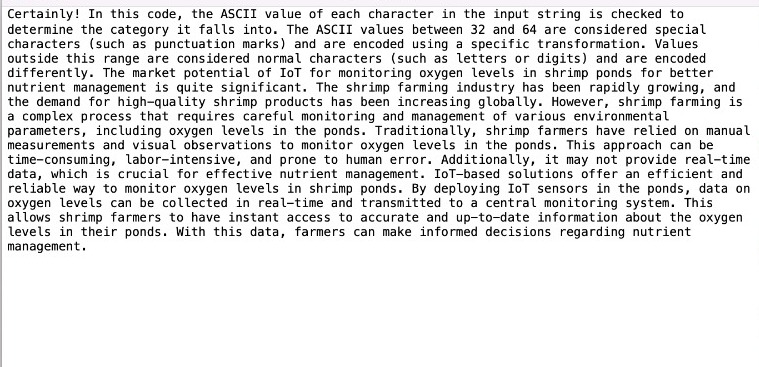 Certainly! In this code, the ASCII value of each character in the input string is checked to
determine the category it falls into. The ASCII values between 32 and 64 are considered special
characters (such as punctuation marks) and are encoded using a specific transformation. Values
outside this range are considered normal characters (such as letters or digits) and are encoded
differently. The market potential of IoT for monitoring oxygen levels in shrimp ponds for better
nutrient management is quite significant. The shrimp farming industry has been rapidly growing, and
the demand for high-quality shrimp products has been increasing globally. However, shrimp farming is
a complex process that requires careful monitoring and management of various environmental
parameters, including oxygen levels in the ponds. Traditionally, shrimp farmers have relied on manual
measurements and visual observations to monitor oxygen levels in the ponds. This approach can be
time-consuming, labor-intensive, and prone to human error. Additionally, it may not provide real-time
data, which is crucial for effective nutrient management. IoT-based solutions offer an efficient and
reliable way to monitor oxygen levels in shrimp ponds. By deploying IoT sensors in the ponds, data on
oxygen levels can be collected in real-time and transmitted to a central monitoring system. This
allows shrimp farmers to have instant access to accurate and up-to-date information about the oxygen
levels in their ponds. With this data, farmers can make informed decisions regarding nutrient
management.